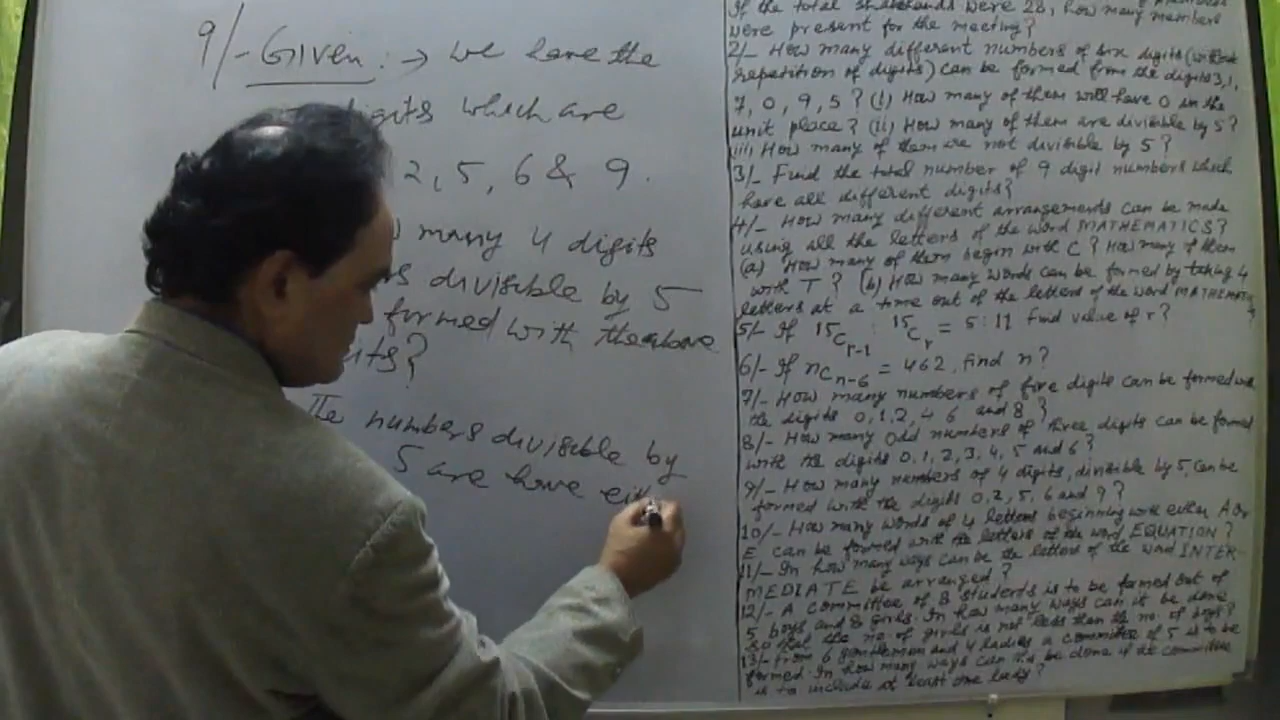 9/- Given :→ we have the
digits which are
2, 5, 6 & 9.
many 4 digits
divisible by 5
formed with the above
The numbers divisible by
5 are have eit
If the total shakehands were 28, how many members
were present for the meeting?
2/- How many different numbers of six digits (without
repetition of digits) can be formed from the digits 3, 1,
7, 0, 9, 5 ? (i) How many of them will have 0 in the
unit place? (ii) How many of them are divisible by 5?
(iii) How many of them are not divisible by 5?
3/- Find the total number of 9 digit numbers which
have all different digits?
4/- How many different arrangements can be made
using all the letters of the word MATHEMATICS?
(a) How many of them begin with C ? How many of them
with T ? (b) How many words can be formed by taking 4
letters at a time out of the letters of the word MATHEMATICS
5/- If 15Cr-1 : 15Cr = 5:11 Find value of r?
6/- If nCn-6 = 462, Find n?
7/- How many numbers of five digits can be formed with
the digits 0, 1, 2, 4 6 and 8 ?
8/- How many odd numbers of three digits can be formed
with the digits 0, 1, 2, 3, 4, 5 and 6 ?
9/- How many numbers of 4 digits, divisible by 5, can be
formed with the digits 0, 2, 5, 6 and 9 ?
10/- How many words of 4 letters beginning with either A or
E can be formed with the letters of the word EQUATION ?
11/- In how many ways can be the letters of the word INTER-
MEDIATE be arranged ?
12/- A committee of 8 students is to be formed out of
5 boys and 8 girls. In how many ways can it be done
so that the no. of girls is not less than the no. of boys?
13/- From 6 gentlemen and 4 ladies a committee of 5 is to be
formed. In how many ways can it be done if the committee
is to include at least one lady?